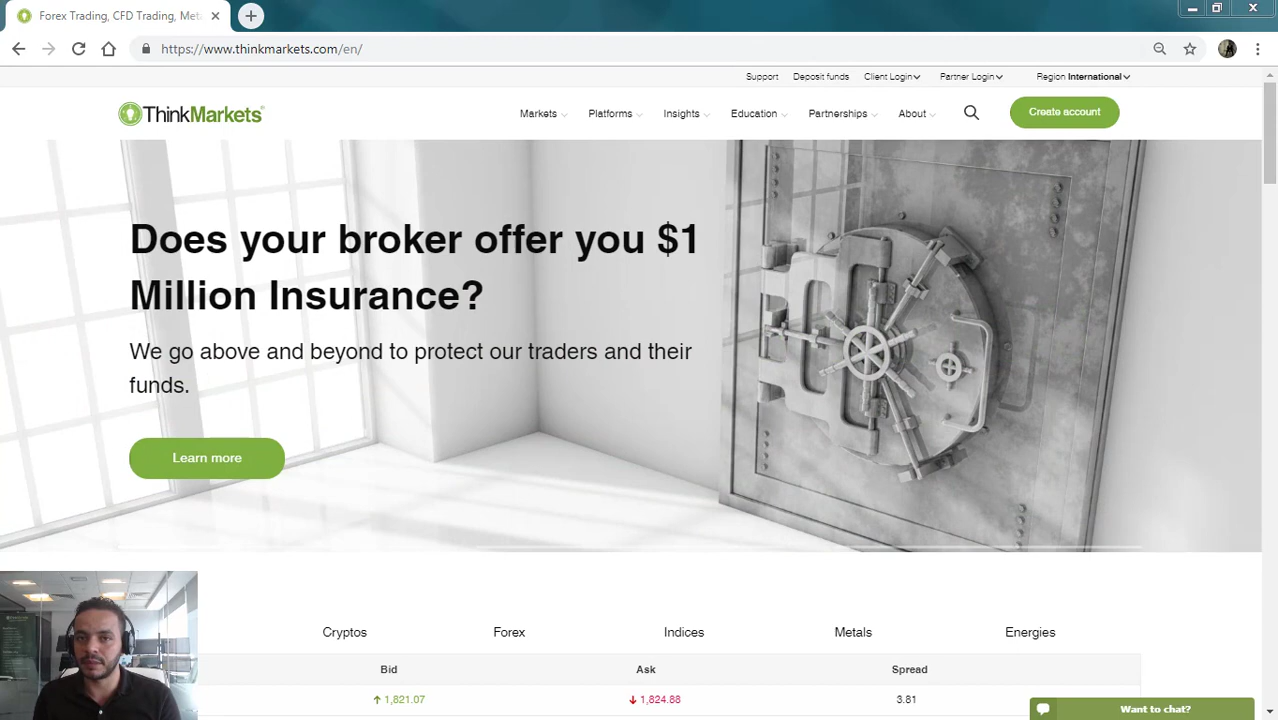 Forex Trading, CFD Trading, Meta
https://www.thinkmarkets.com/en/
Support Deposit funds Client Login Partner Login Region International
ThinkMarkets
Markets Platforms Insights Education Partnerships About Create account
Does your broker offer you $1
Million Insurance?
We go above and beyond to protect our traders and their
funds.
Learn more
Cryptos Forex Indices Metals Energies
Bid Ask Spread
1,821.07 1,824.88 3.81
Want to chat?